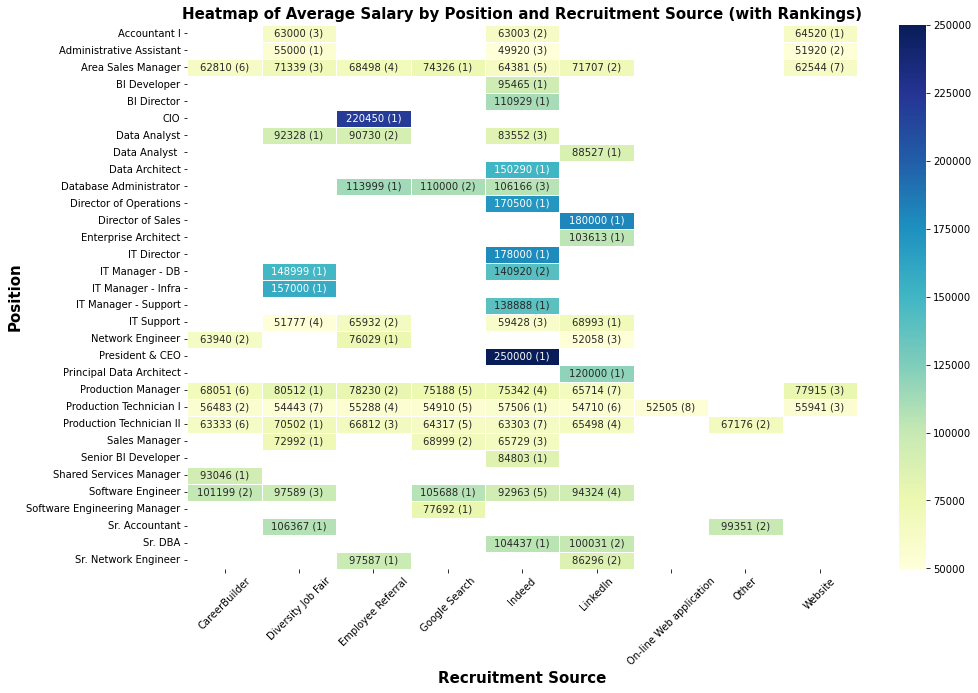 Heatmap of Average Salary by Position and Recruitment Source (with Rankings)
Accountant I 63000 (3) 63003 (2) 64520 (1)
Administrative Assistant 55000 (1) 49920 (3) 51920 (2)
Area Sales Manager 62810 (6) 71339 (3) 68498 (4) 74326 (1) 64381 (5) 71707 (2) 62544 (7)
BI Developer 95465 (1)
BI Director 110929 (1)
CIO 220450 (1)
Data Analyst 92328 (1) 90730 (2) 83552 (3)
Data Analyst 88527 (1)
Data Architect 150290 (1)
Database Administrator 113999 (1) 110000 (2) 106166 (3)
Director of Operations 170500 (1)
Director of Sales 180000 (1)
Enterprise Architect 103613 (1)
IT Director 178000 (1)
IT Manager - DB 148999 (1) 140920 (2)
IT Manager - Infra 157000 (1)
IT Manager - Support 138888 (1)
IT Support 51777 (4) 65932 (2) 59428 (3) 68993 (1)
Network Engineer 63940 (2) 76029 (1) 52058 (3)
President & CEO 250000 (1)
Principal Data Architect 120000 (1)
Production Manager 68051 (6) 80512 (1) 78230 (2) 75188 (5) 75342 (4) 65714 (7) 77915 (3)
Production Technician I 56483 (2) 54443 (7) 55288 (4) 54910 (5) 57506 (1) 54710 (6) 52505 (8) 55941 (3)
Production Technician II 63333 (6) 70502 (1) 66812 (3) 64317 (5) 63303 (7) 65498 (4) 67176 (2)
Sales Manager 72992 (1) 68999 (2) 65729 (3)
Senior BI Developer 84803 (1)
Shared Services Manager 93046 (1)
Software Engineer 101199 (2) 97589 (3) 105688 (1) 92963 (5) 94324 (4)
Software Engineering Manager 77692 (1)
Sr. Accountant 106367 (1) 99351 (2)
Sr. DBA 104437 (1) 100031 (2)
Sr. Network Engineer 97587 (1) 86296 (2)
Position
CareerBuilder
Diversity Job Fair
Employee Referral
Google Search
Indeed
LinkedIn
On-line Web application
Other
Website
Recruitment Source
250000
225000
200000
175000
150000
125000
100000
75000
50000